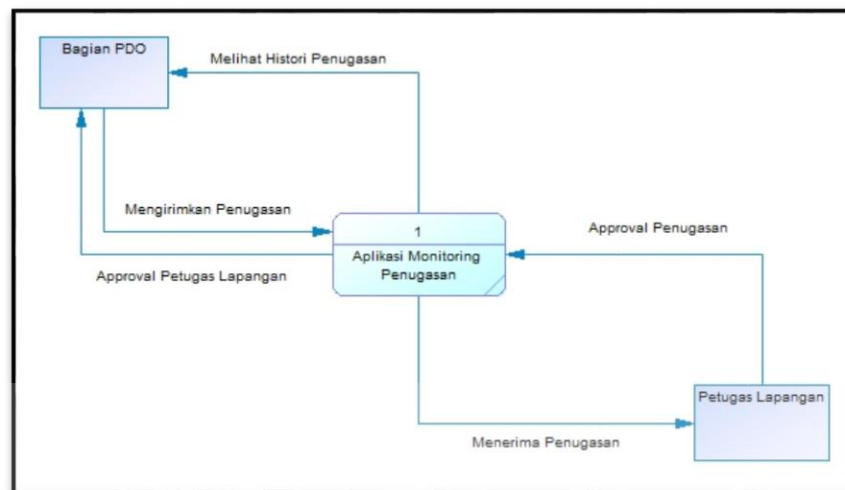 Bagian PDO
Melihat Histori Penugasan
Mengirimkan Penugasan
Approval Petugas Lapangan
1
Aplikasi Monitoring
Penugasan
Approval Penugasan
Petugas Lapangan
Menerima Penugasan